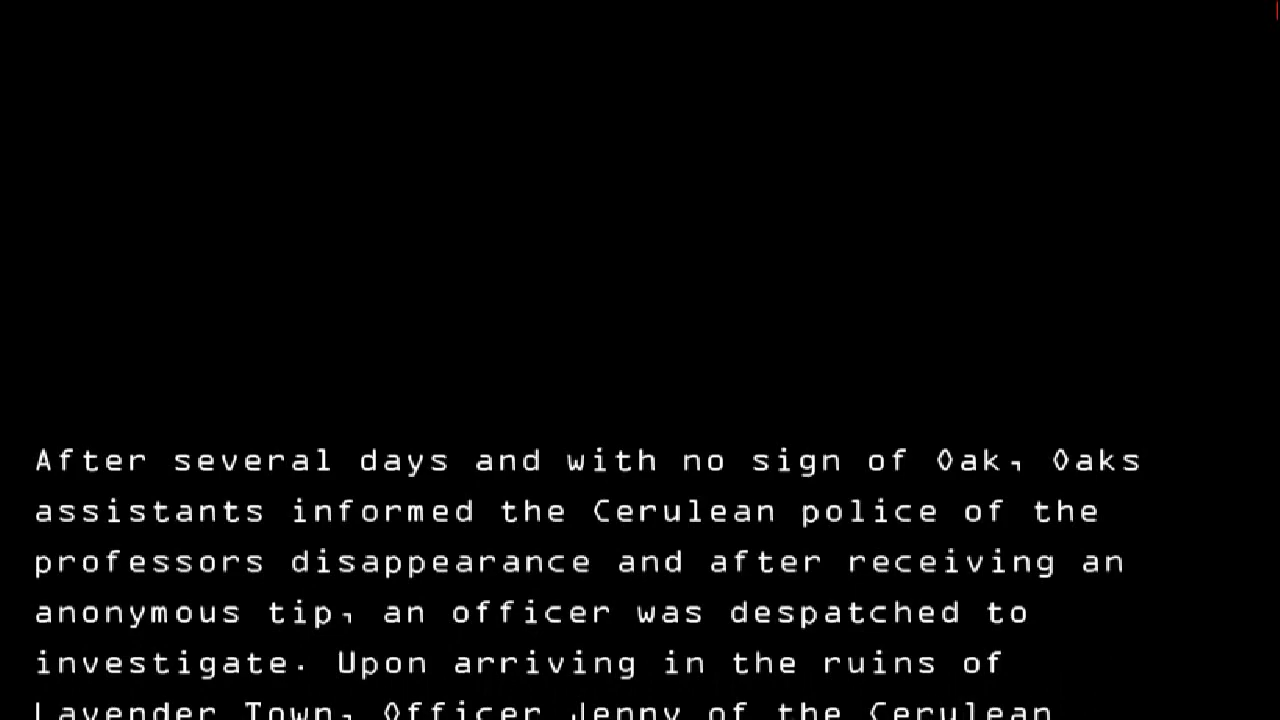 After several days and with no sign of Oak, Oaks
assistants informed the Cerulean police of the
professors disappearance and after receiving an
anonymous tip, an officer was despatched to
investigate. Upon arriving in the ruins of
Lavender Town, Officer Jenny of the Cerulean